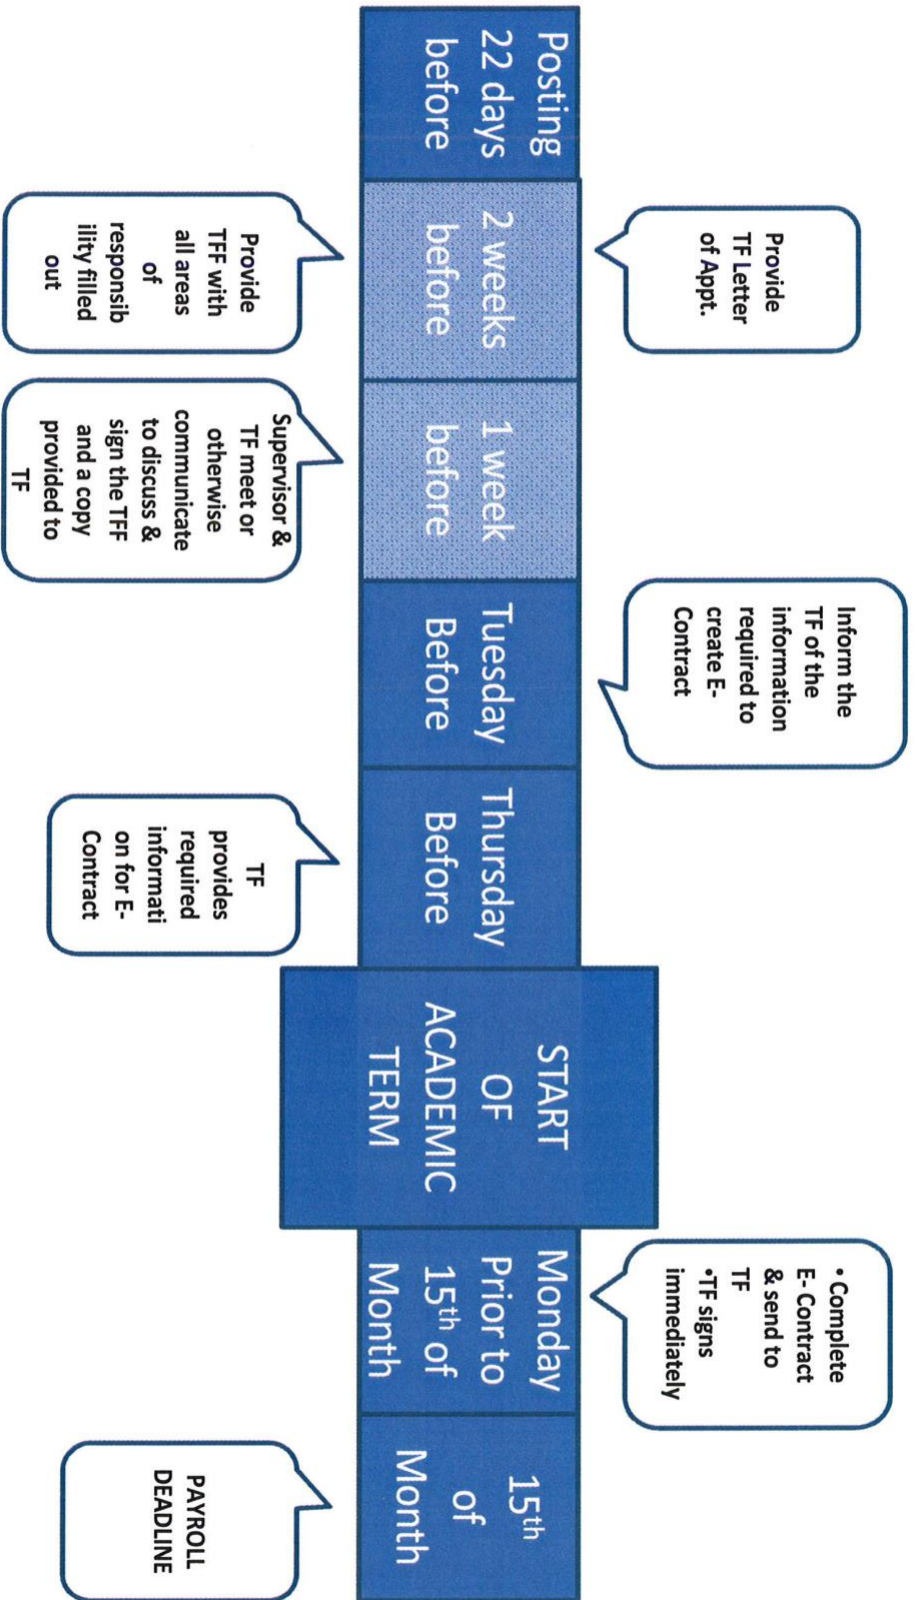 Provide
TF Letter
of Appt.
Inform the
TF of the
information
required to
create E-
Contract
• Complete
E- Contract
& send to
TF
•TF signs
immediately
Posting
22 days
before
2 weeks
before
1 week
before
Tuesday
Before
Thursday
Before
START
OF
ACADEMIC
TERM
Monday
Prior to
15th of
Month
15th
of
Month
Provide
TFF with
all areas
of
responsib
ility filled
out
Supervisor &
TF meet or
otherwise
communicate
to discuss &
sign the TFF
and a copy
provided to
TF
TF
provides
required
informati
on for E-
Contract
PAYROLL
DEADLINE